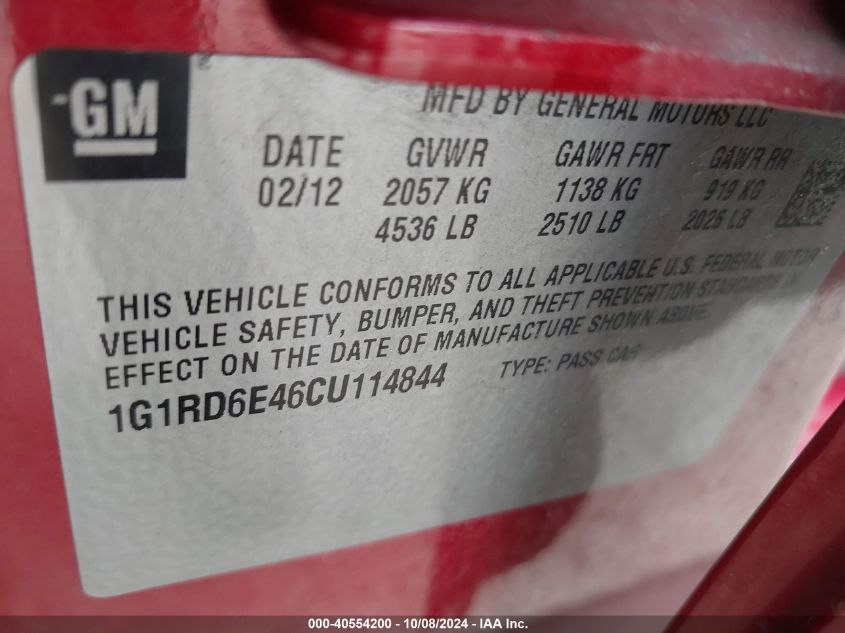 GM
MFD BY GENERAL MOTORS LLC
DATE GVWR GAWR FRT GAWR RR
02/12 2057 KG 1138 KG 919 KG
4536 LB 2510 LB 2026 LB
THIS VEHICLE CONFORMS TO ALL APPLICABLE U.S. FEDERAL MOTOR
VEHICLE SAFETY, BUMPER, AND THEFT PREVENTION STANDARDS IN
EFFECT ON THE DATE OF MANUFACTURE SHOWN ABOVE.
1G1RD6E46CU114844 TYPE: PASS CAR
000-40554200 - 10/08/2024 - IAA Inc.